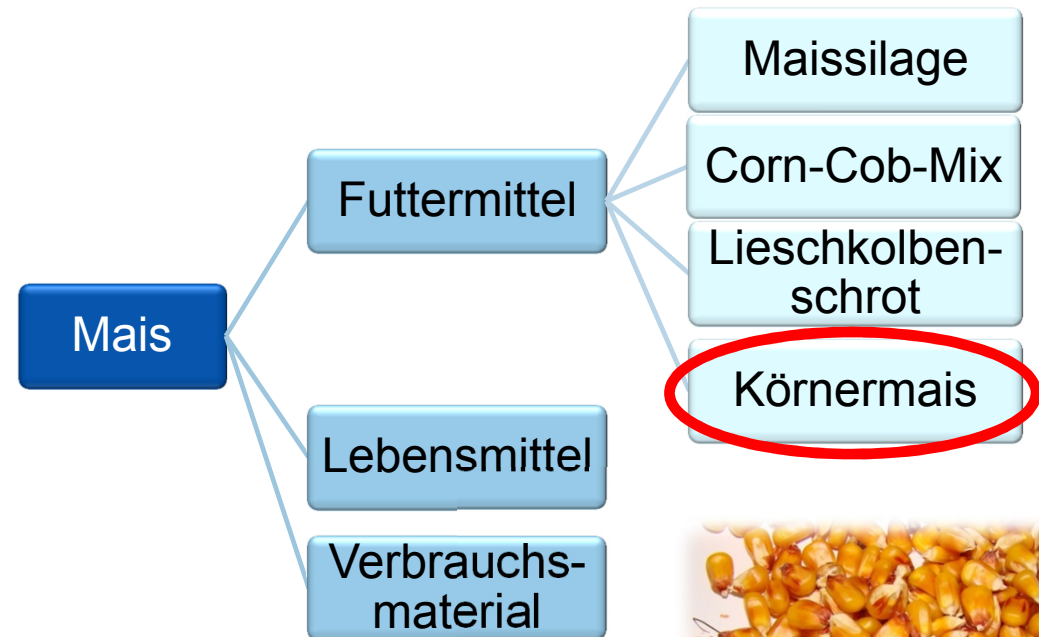 Mais
Futtermittel
Lebensmittel
Verbrauchs-
material
Maissilage
Corn-Cob-Mix
Lieschkolben-
schrot
Körnermais